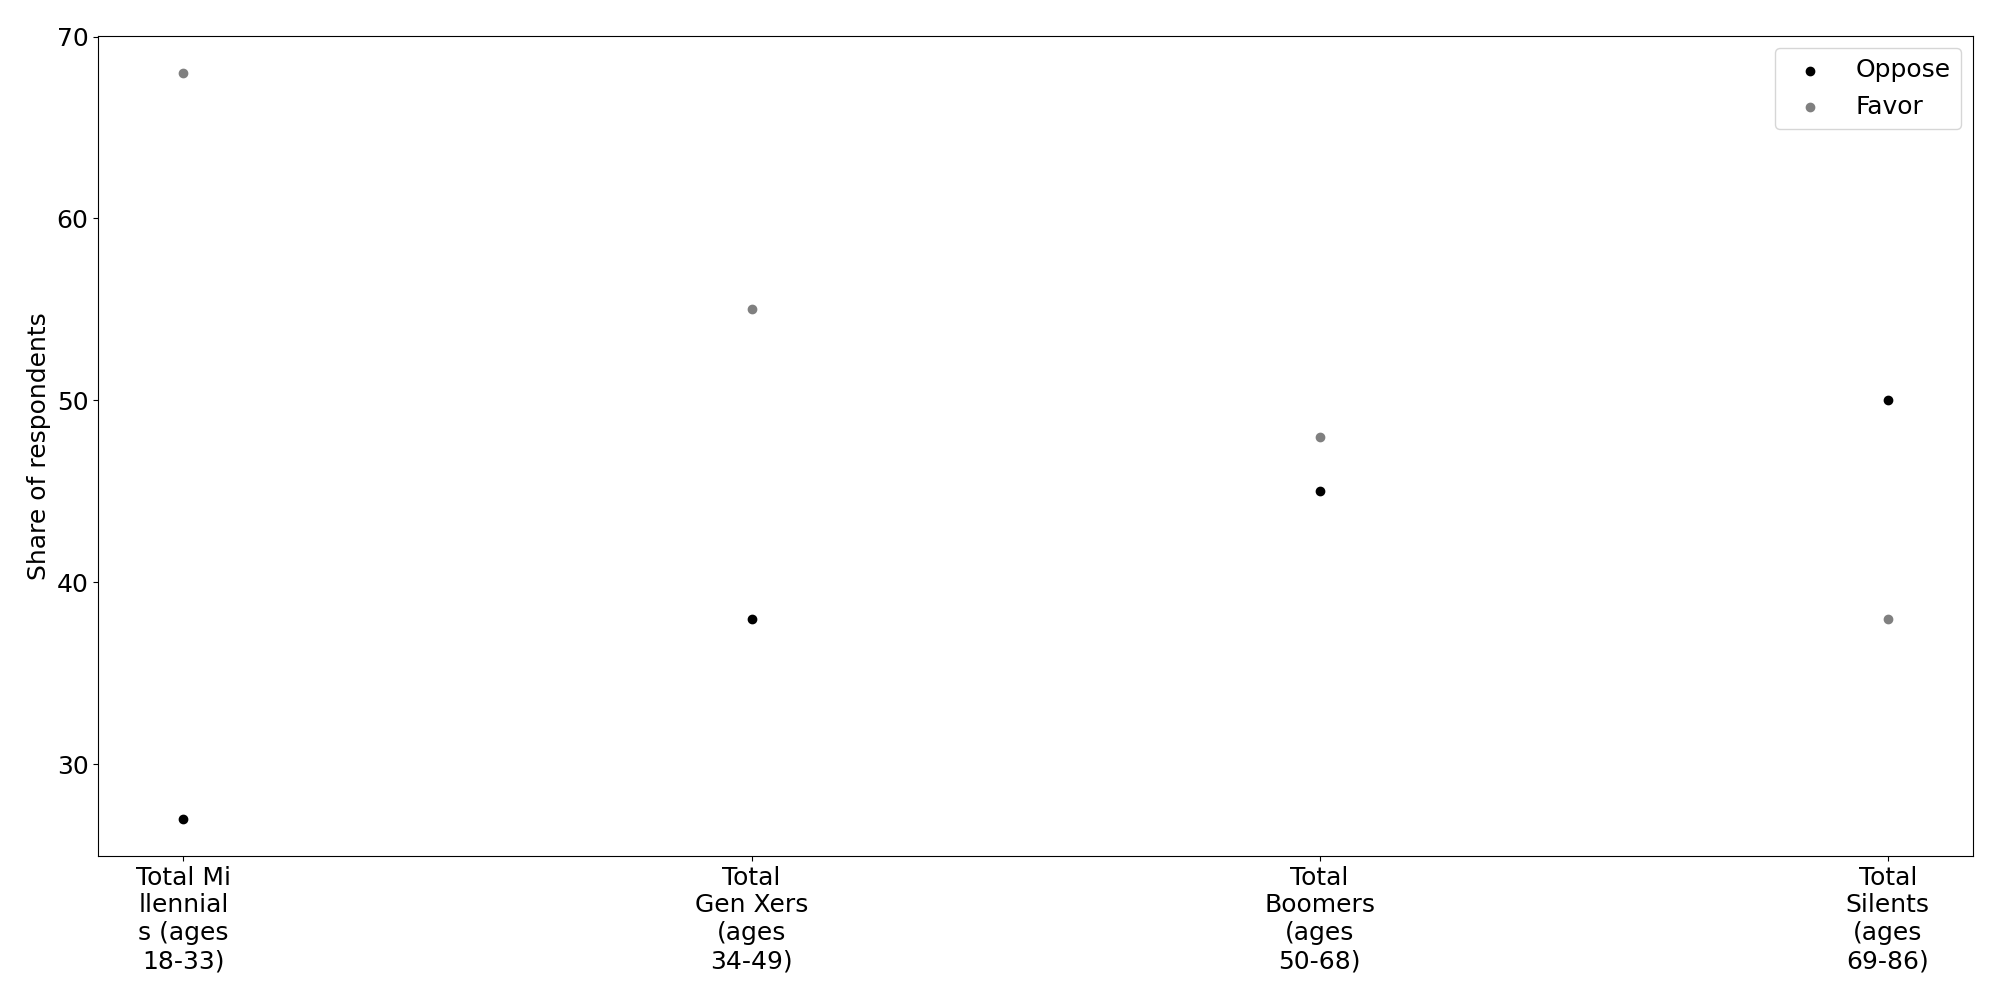 70
60
50
40
30
Share of respondents
Oppose
Favor
Total Mi
llennial
s (ages
18-33)
Total
Gen Xers
(ages
34-49)
Total
Boomers
(ages
50-68)
Total
Silents
(ages
69-86)